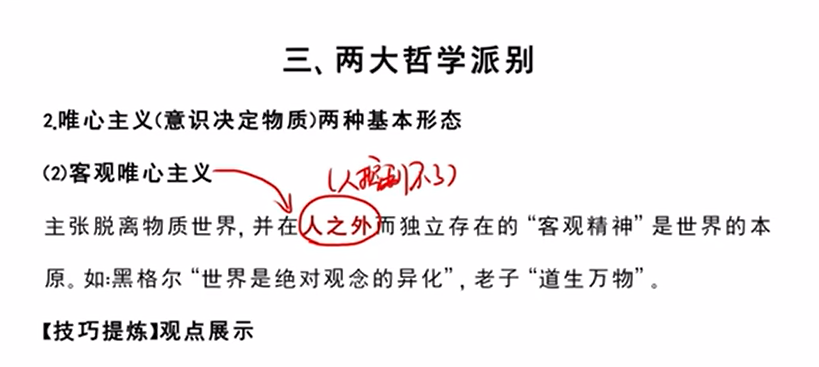 三、两大哲学派别
2.唯心主义(意识决定物质)两种基本形态
(2)客观唯心主义
(人控制不了)
主张脱离物质世界,并在人之外而独立存在的“客观精神”是世界的本
原。如:黑格尔“世界是绝对观念的异化”,老子“道生万物”。
【技巧提炼】观点展示